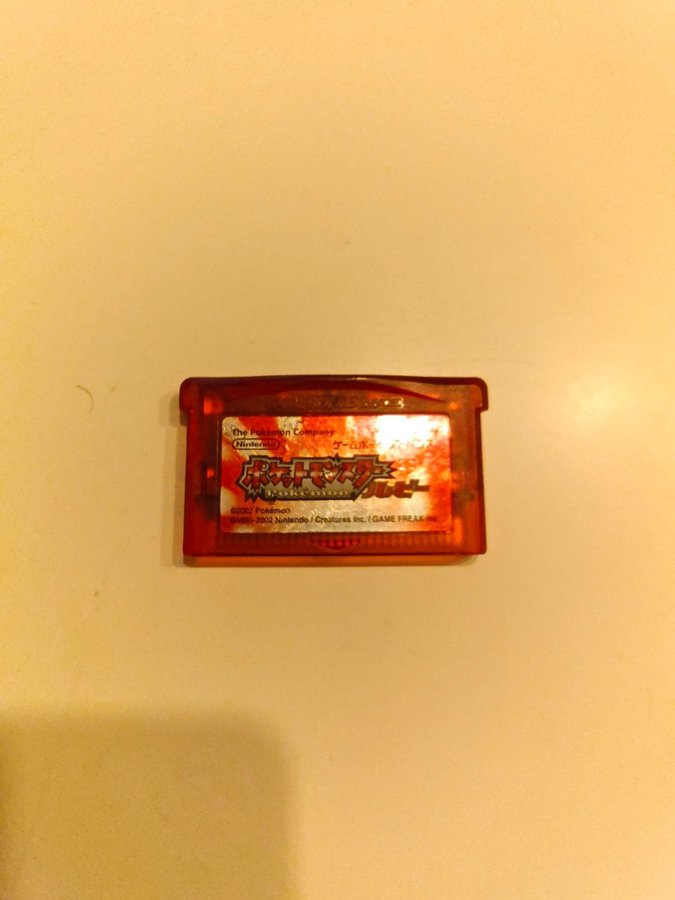 The Pokémon Company
Nintendo ゲームボーイアドバンス
ポケットモンスター
Pokémon ルビー
©2002 Pokémon
©1995-2002 Nintendo / Creatures inc. / GAME FREAK inc.